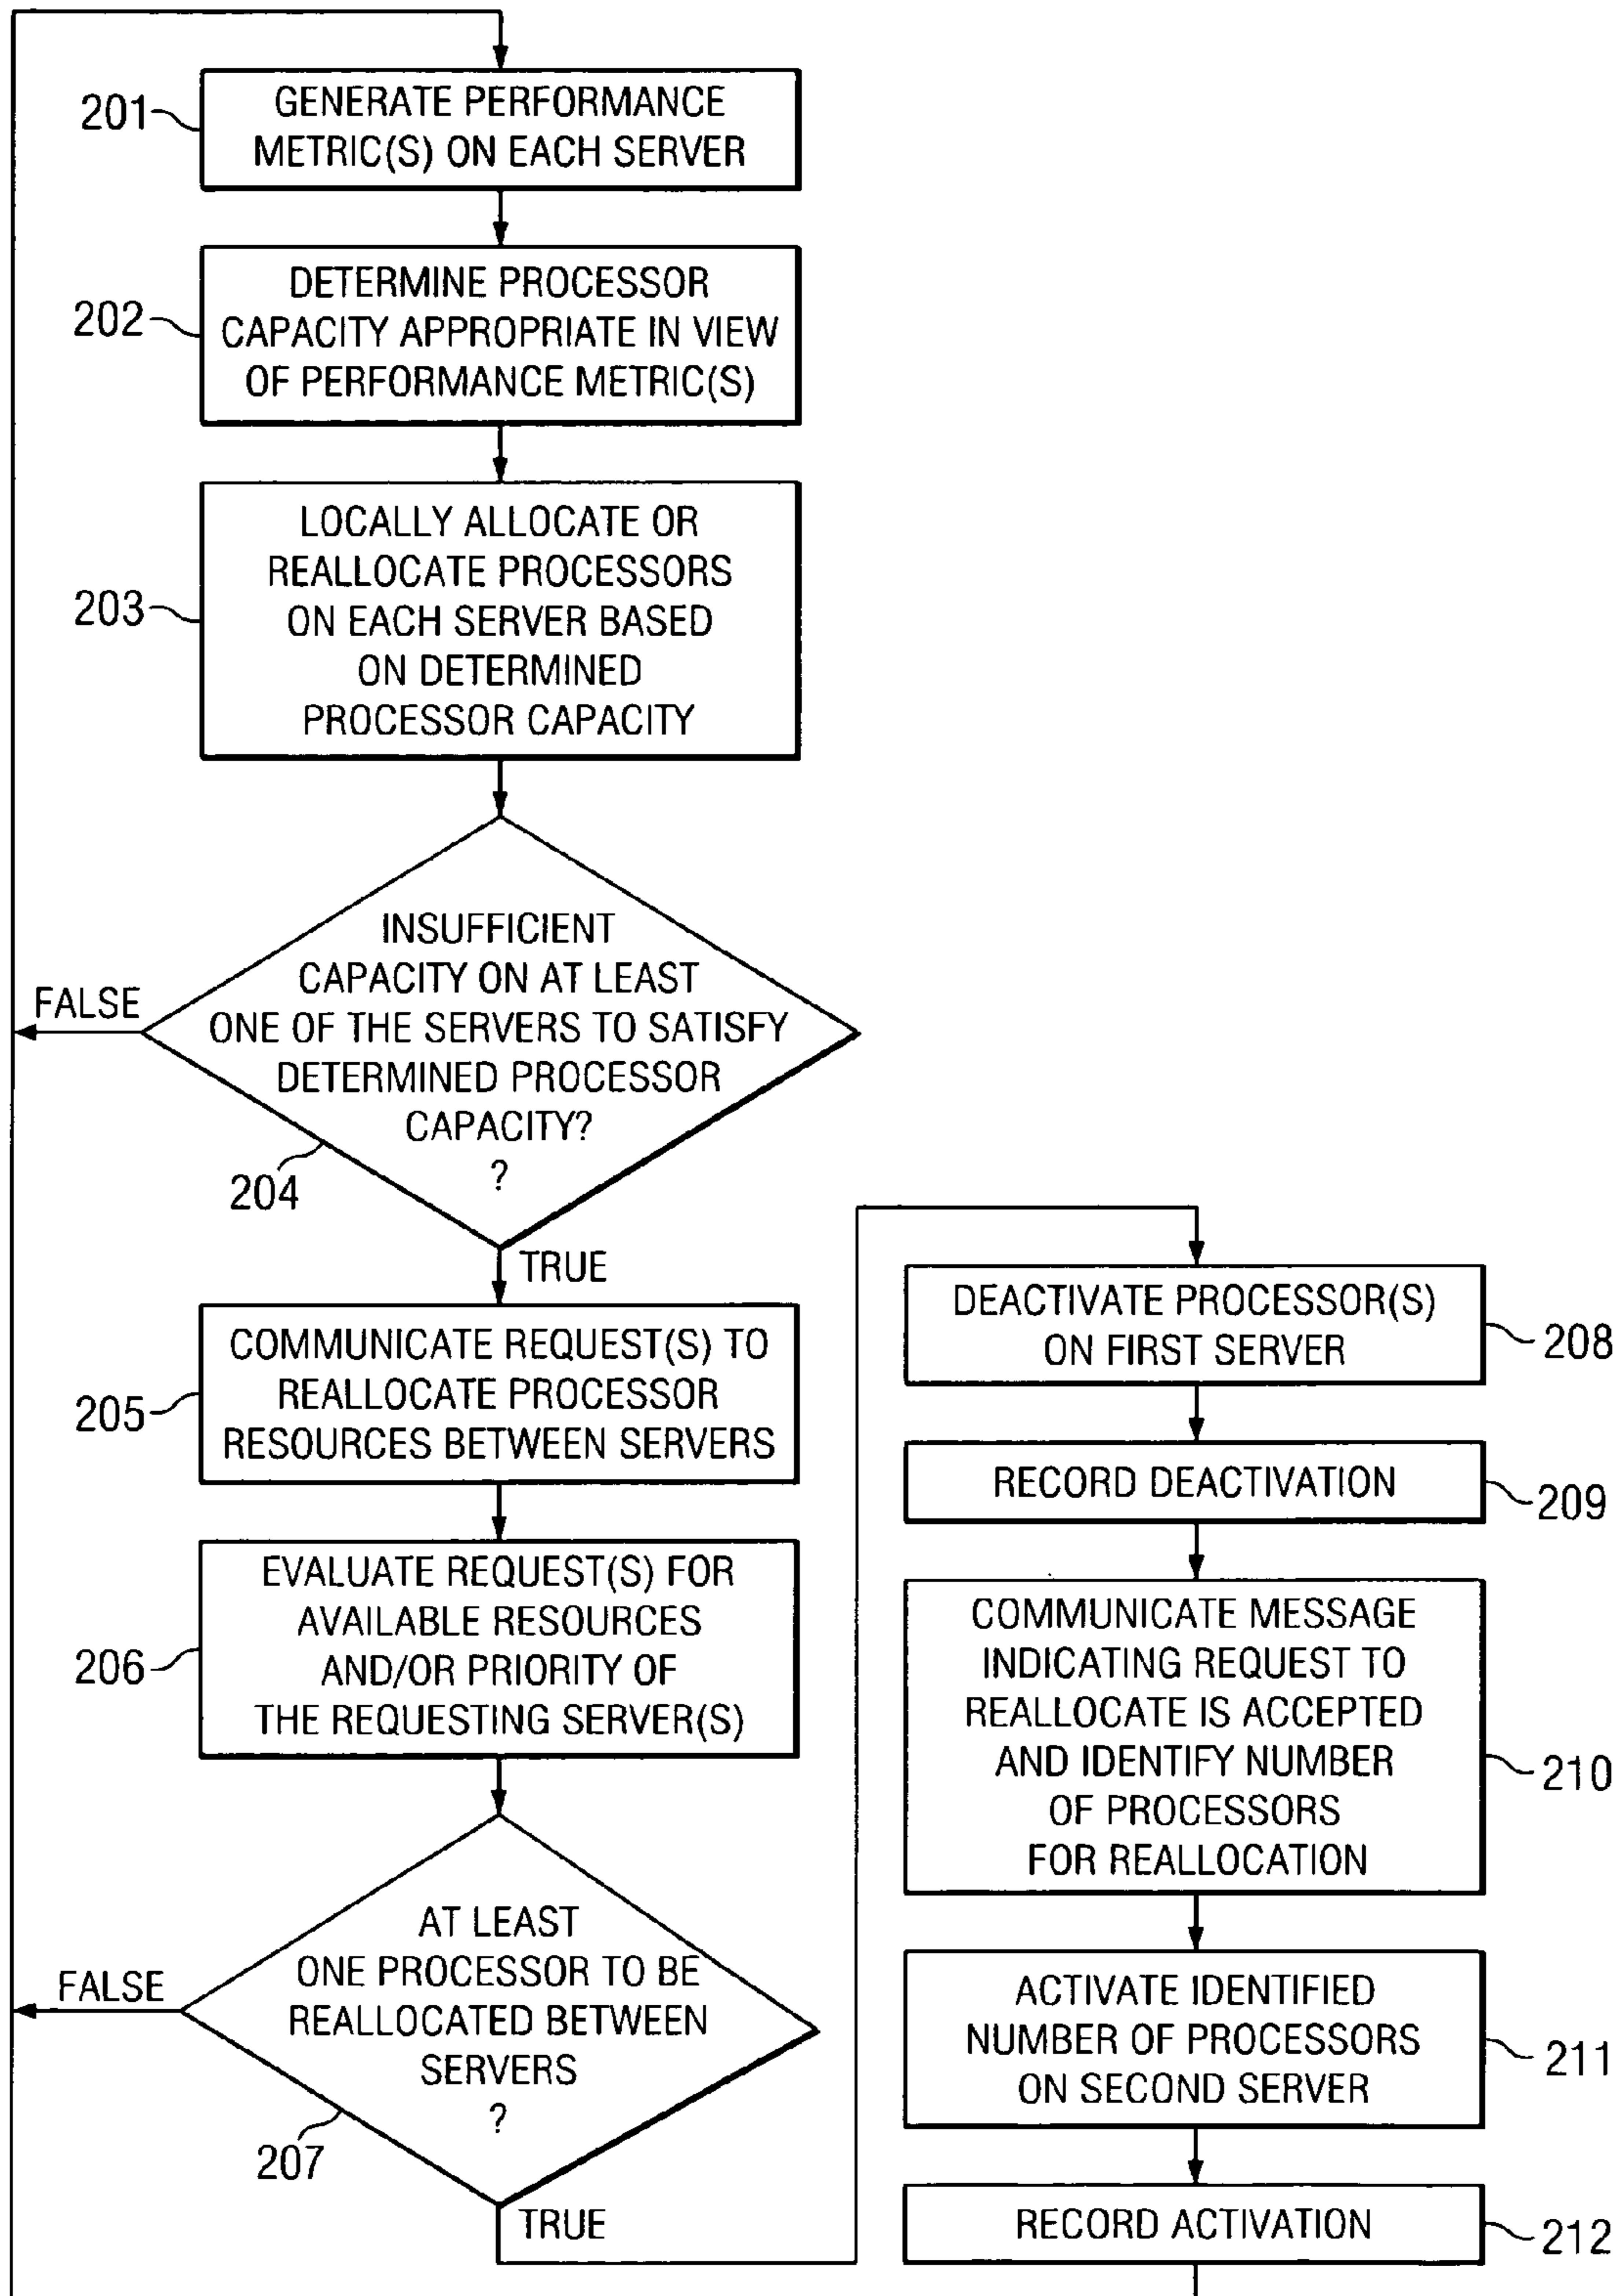 201
GENERATE PERFORMANCE
METRIC(S) ON EACH SERVER
202
DETERMINE PROCESSOR
CAPACITY APPROPRIATE IN VIEW
OF PERFORMANCE METRIC(S)
203
LOCALLY ALLOCATE OR
REALLOCATE PROCESSORS
ON EACH SERVER BASED
ON DETERMINED
PROCESSOR CAPACITY
INSUFFICIENT
CAPACITY ON AT LEAST
ONE OF THE SERVERS TO SATISFY
DETERMINED PROCESSOR
CAPACITY?
?
FALSE
204
TRUE
205
COMMUNICATE REQUEST(S) TO
REALLOCATE PROCESSOR
RESOURCES BETWEEN SERVERS
206
EVALUATE REQUEST(S) FOR
AVAILABLE RESOURCES
AND/OR PRIORITY OF
THE REQUESTING SERVER(S)
AT LEAST
ONE PROCESSOR TO BE
REALLOCATED BETWEEN
SERVERS
?
FALSE
207
TRUE
DEACTIVATE PROCESSOR(S)
ON FIRST SERVER
208
RECORD DEACTIVATION
209
COMMUNICATE MESSAGE
INDICATING REQUEST TO
REALLOCATE IS ACCEPTED
AND IDENTIFY NUMBER
OF PROCESSORS
FOR REALLOCATION
210
ACTIVATE IDENTIFIED
NUMBER OF PROCESSORS
ON SECOND SERVER
211
RECORD ACTIVATION
212